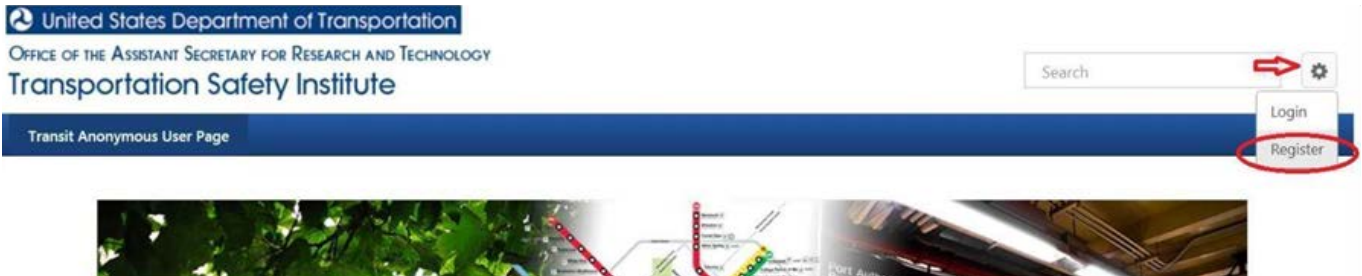 United States Department of Transportation
OFFICE OF THE ASSISTANT SECRETARY FOR RESEARCH AND TECHNOLOGY
Transportation Safety Institute
Search
Login
Transit Anonymous User Page
Register
Port